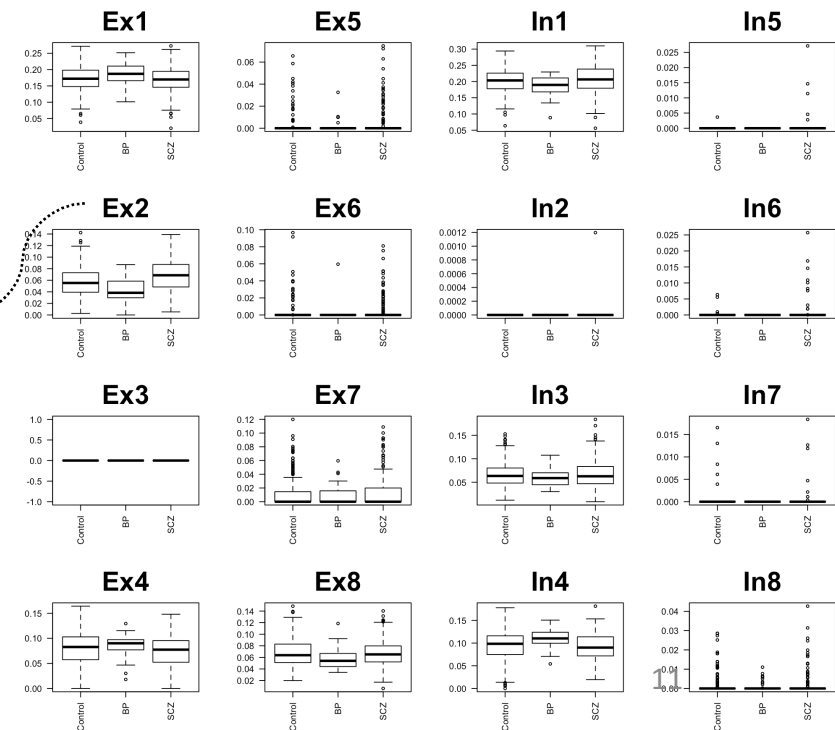 Ex1
0.25
0.20
0.15
0.10
0.05
Control
BP
SCZ
Ex5
0.06
0.04
0.02
0.00
Control
BP
SCZ
In1
0.30
0.25
0.20
0.15
0.10
0.05
Control
BP
SCZ
In5
0.025
0.020
0.015
0.010
0.005
0.000
Control
BP
SCZ
Ex2
0.14
0.12
0.10
0.08
0.06
0.04
0.02
0.00
Control
BP
SCZ
Ex6
0.10
0.08
0.06
0.04
0.02
0.00
Control
BP
SCZ
In2
0.0012
0.0010
0.0008
0.0006
0.0004
0.0002
0.0000
Control
BP
SCZ
In6
0.025
0.020
0.015
0.010
0.005
0.000
Control
BP
SCZ
Ex3
1.0
0.5
0.0
-0.5
-1.0
Control
BP
SCZ
Ex7
0.12
0.10
0.08
0.06
0.04
0.02
0.00
Control
BP
SCZ
In3
0.15
0.10
0.05
Control
BP
SCZ
In7
0.015
0.010
0.005
0.000
Control
BP
SCZ
Ex4
0.15
0.10
0.05
0.00
Control
BP
SCZ
Ex8
0.14
0.12
0.10
0.08
0.06
0.04
0.02
Control
BP
SCZ
In4
0.15
0.10
0.05
0.00
Control
BP
SCZ
In8
0.04
0.03
0.02
11
Control
BP
SCZ